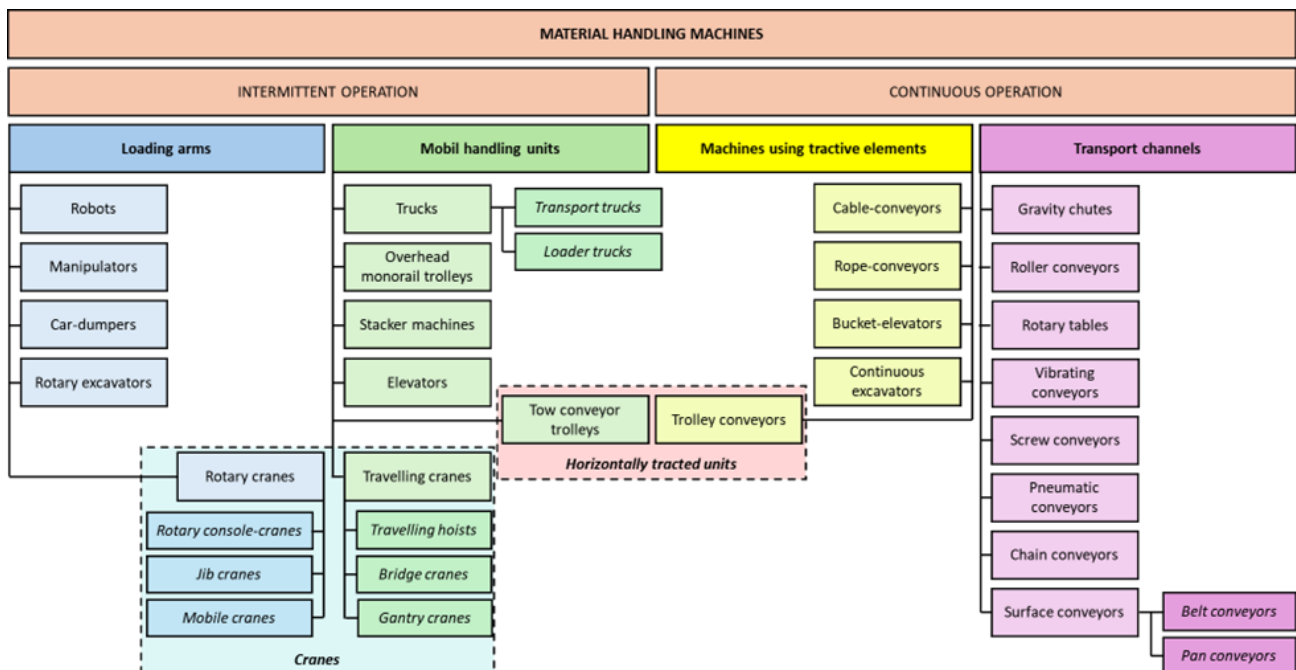 MATERIAL HANDLING MACHINES
INTERMITTENT OPERATION
CONTINUOUS OPERATION
Loading arms
Mobil handling units
Machines using tractive elements
Transport channels
Robots
Manipulators
Car-dumpers
Rotary excavators
Rotary cranes
Rotary console-cranes
Jib cranes
Mobile cranes
Trucks
Transport trucks
Loader trucks
Overhead
monorail trolleys
Stacker machines
Elevators
Tow conveyor
trolleys
Trolley conveyors
Horizontally tracted units
Travelling cranes
Travelling hoists
Bridge cranes
Gantry cranes
Cranes
Cable-conveyors
Rope-conveyors
Bucket-elevators
Continuous
excavators
Gravity chutes
Roller conveyors
Rotary tables
Vibrating
conveyors
Screw conveyors
Pneumatic
conveyors
Chain conveyors
Surface conveyors
Belt conveyors
Pan conveyors